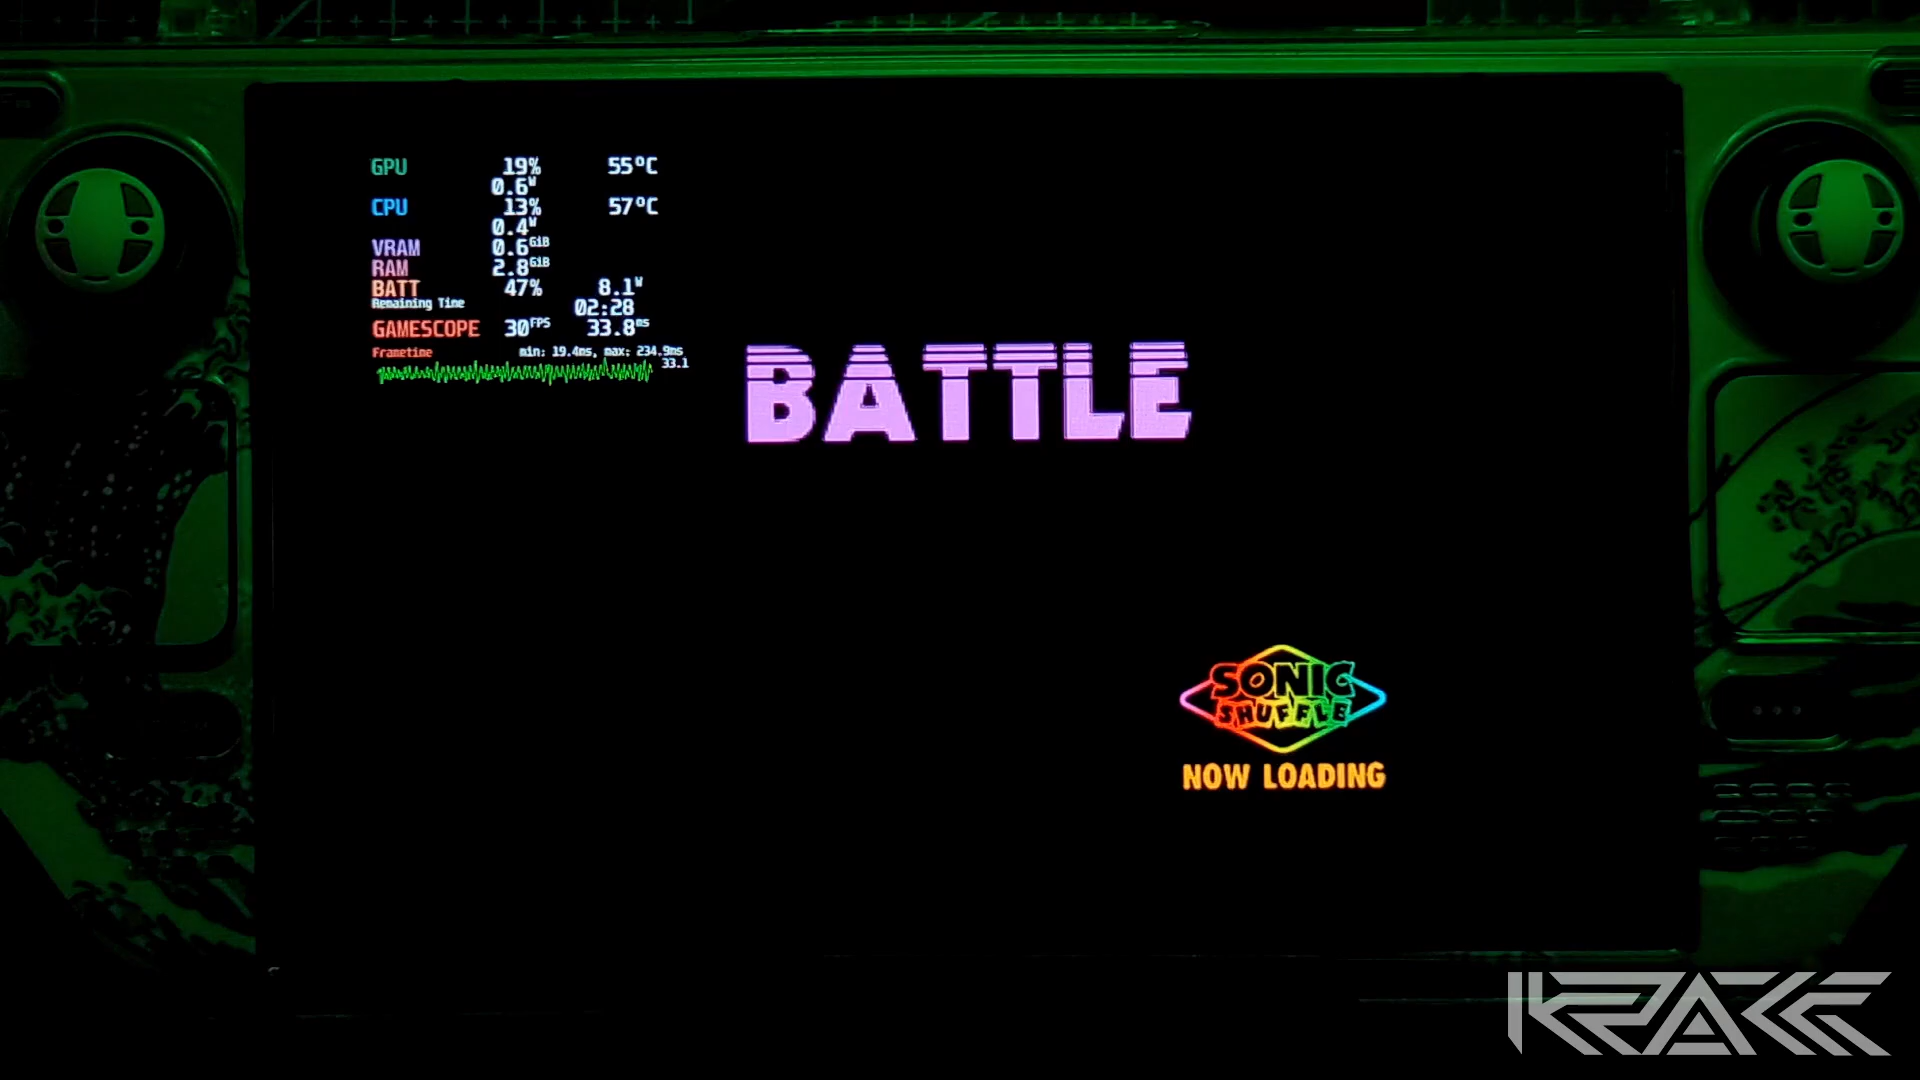 GPU 19% 55°C
0.6W
CPU 13% 57°C
0.4W
VRAM 0.6GiB
RAM 2.8GiB
BATT 47% 8.1W
Remaining Time 02:28
GAMESCOPE 30FPS 33.8ms
Frametime min: 19.4ms, max: 234.9ms
33.1
BATTLE
SONIC
SHUFFLE
NOW LOADING